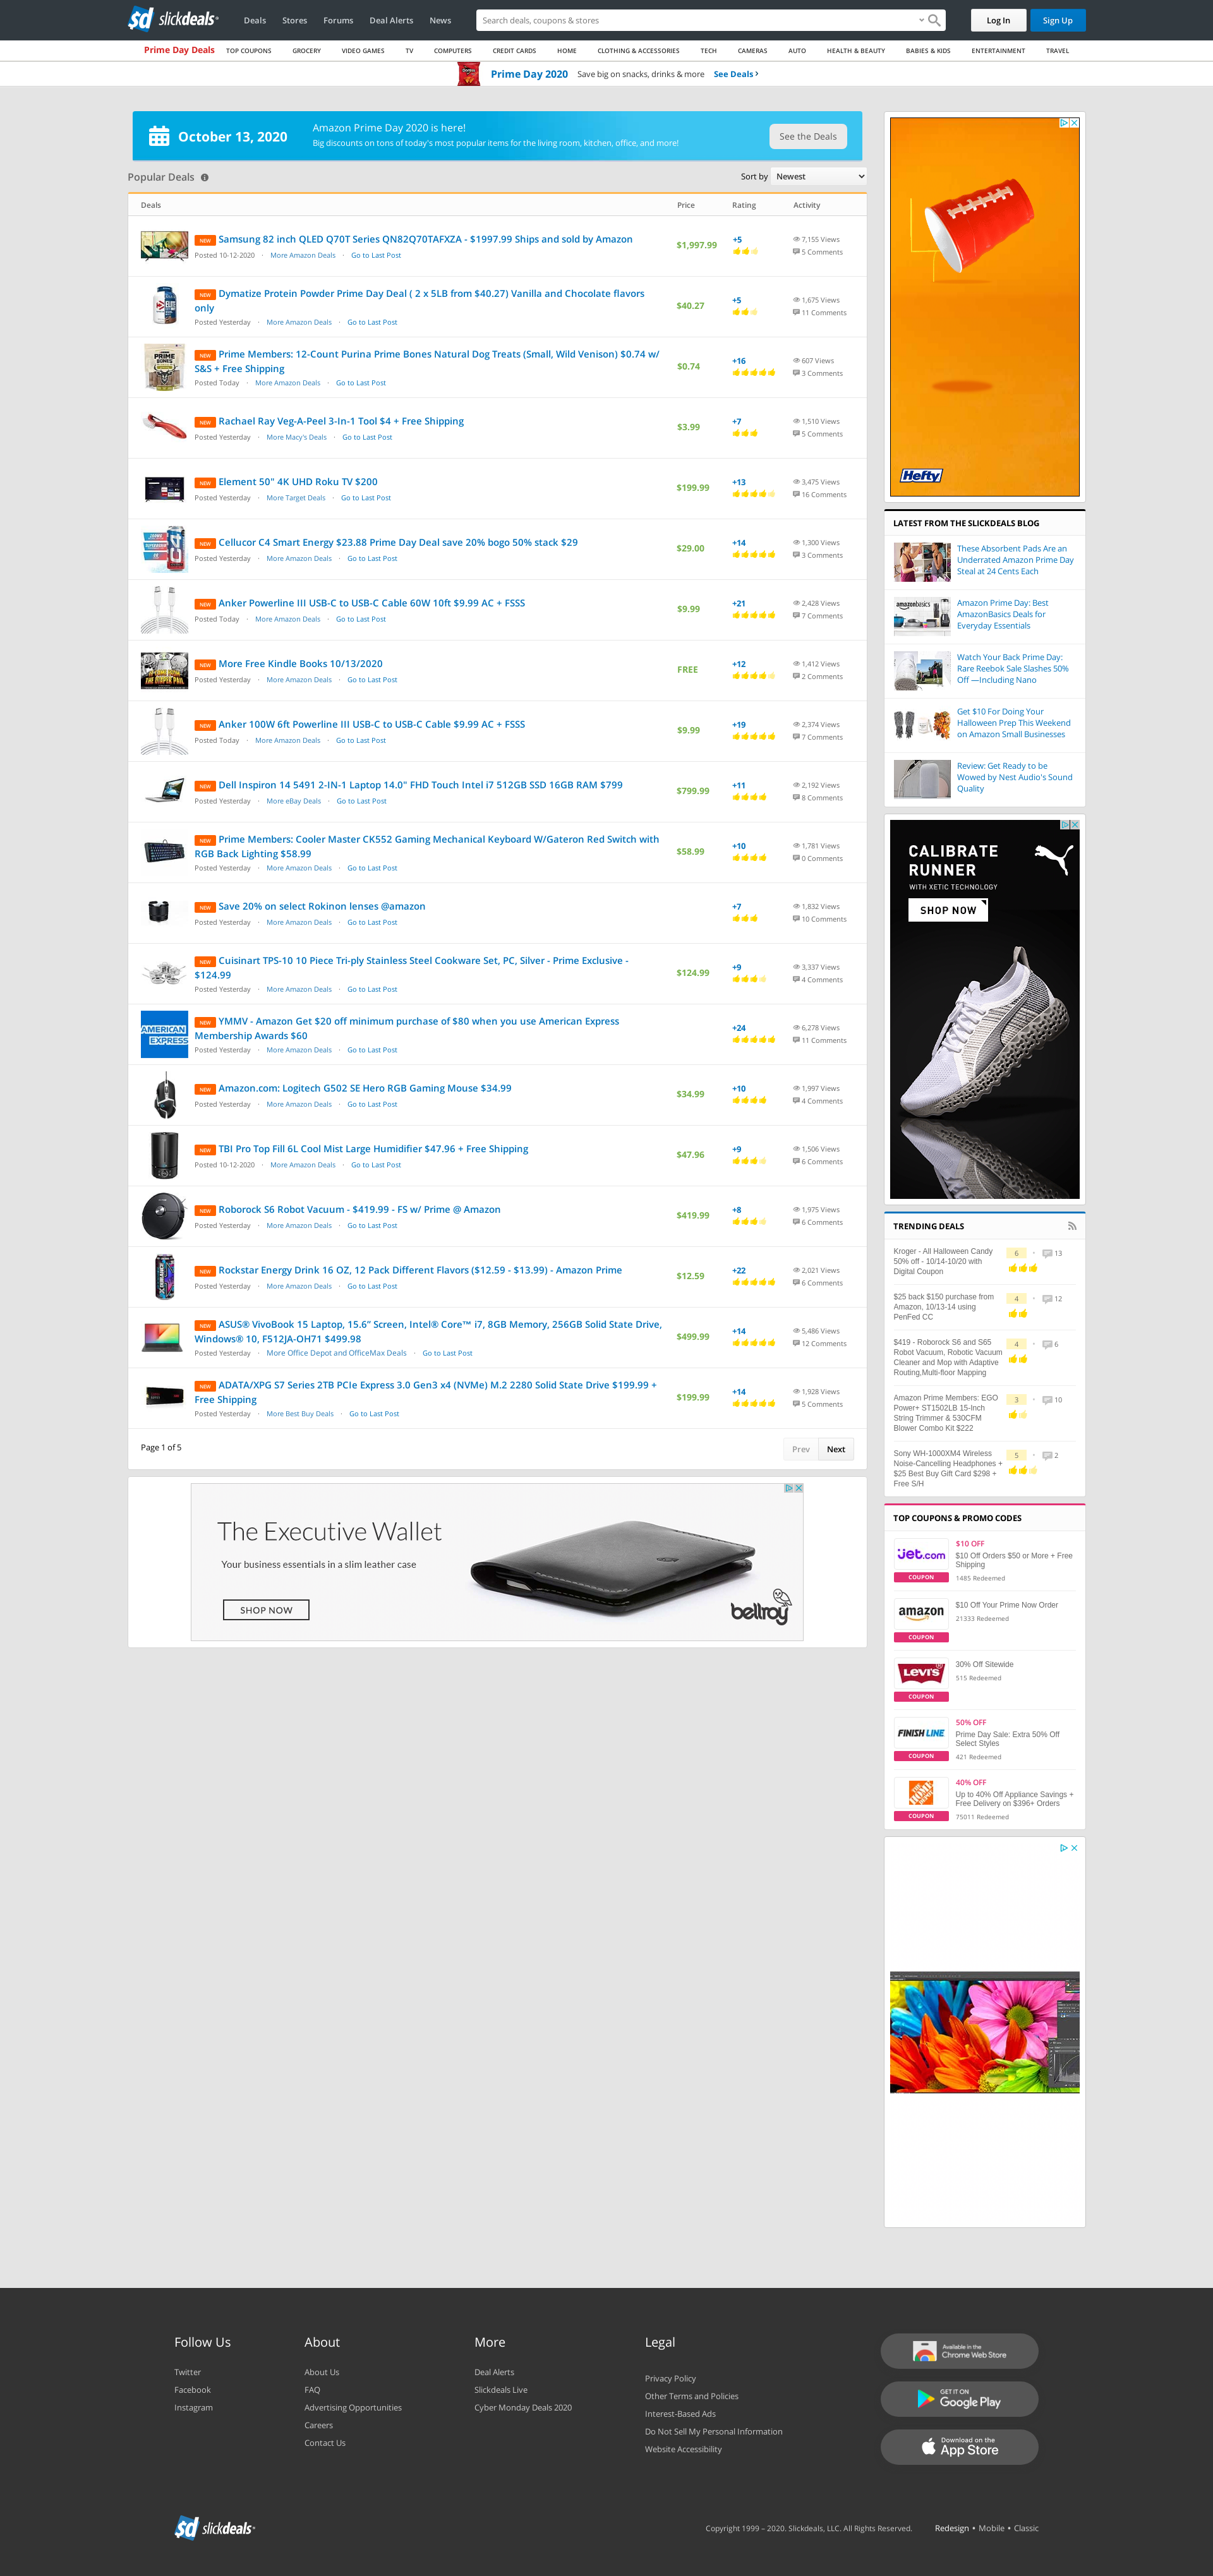 sd slickdeals
Deals Stores Forums Deal Alerts News
Search deals, coupons & stores
Log In
Sign Up
Prime Day Deals TOP COUPONS GROCERY VIDEO GAMES TV COMPUTERS CREDIT CARDS HOME CLOTHING & ACCESSORIES TECH CAMERAS AUTO HEALTH & BEAUTY BABIES & KIDS ENTERTAINMENT TRAVEL
Prime Day 2020 Save big on snacks, drinks & more See Deals ›
October 13, 2020
Amazon Prime Day 2020 is here!
Big discounts on tons of today's most popular items for the living room, kitchen, office, and more!
See the Deals
Popular Deals
Sort by Newest
Deals Price Rating Activity
NEW Samsung 82 inch QLED Q70T Series QN82Q70TAFXZA - $1997.99 Ships and sold by Amazon
Posted 10-12-2020 · More Amazon Deals · Go to Last Post
$1,997.99
+5
7,155 Views
5 Comments
NEW Dymatize Protein Powder Prime Day Deal ( 2 x 5LB from $40.27) Vanilla and Chocolate flavors
only
Posted Yesterday · More Amazon Deals · Go to Last Post
$40.27
+5
1,675 Views
11 Comments
NEW Prime Members: 12-Count Purina Prime Bones Natural Dog Treats (Small, Wild Venison) $0.74 w/
S&S + Free Shipping
Posted Today · More Amazon Deals · Go to Last Post
$0.74
+16
607 Views
3 Comments
NEW Rachael Ray Veg-A-Peel 3-In-1 Tool $4 + Free Shipping
Posted Yesterday · More Macy's Deals · Go to Last Post
$3.99
+7
1,510 Views
5 Comments
NEW Element 50" 4K UHD Roku TV $200
Posted Yesterday · More Target Deals · Go to Last Post
$199.99
+13
3,475 Views
16 Comments
NEW Cellucor C4 Smart Energy $23.88 Prime Day Deal save 20% bogo 50% stack $29
Posted Yesterday · More Amazon Deals · Go to Last Post
$29.00
+14
1,300 Views
3 Comments
NEW Anker Powerline III USB-C to USB-C Cable 60W 10ft $9.99 AC + FSSS
Posted Today · More Amazon Deals · Go to Last Post
$9.99
+21
2,428 Views
7 Comments
NEW More Free Kindle Books 10/13/2020
Posted Yesterday · More Amazon Deals · Go to Last Post
FREE
+12
1,412 Views
2 Comments
NEW Anker 100W 6ft Powerline III USB-C to USB-C Cable $9.99 AC + FSSS
Posted Today · More Amazon Deals · Go to Last Post
$9.99
+19
2,374 Views
7 Comments
NEW Dell Inspiron 14 5491 2-IN-1 Laptop 14.0" FHD Touch Intel i7 512GB SSD 16GB RAM $799
Posted Yesterday · More eBay Deals · Go to Last Post
$799.99
+11
2,192 Views
8 Comments
NEW Prime Members: Cooler Master CK552 Gaming Mechanical Keyboard W/Gateron Red Switch with
RGB Back Lighting $58.99
Posted Yesterday · More Amazon Deals · Go to Last Post
$58.99
+10
1,781 Views
0 Comments
NEW Save 20% on select Rokinon lenses @amazon
Posted Yesterday · More Amazon Deals · Go to Last Post
+7
1,832 Views
10 Comments
NEW Cuisinart TPS-10 10 Piece Tri-ply Stainless Steel Cookware Set, PC, Silver - Prime Exclusive -
$124.99
Posted Yesterday · More Amazon Deals · Go to Last Post
$124.99
+9
3,337 Views
4 Comments
AMERICAN EXPRESS
NEW YMMV - Amazon Get $20 off minimum purchase of $80 when you use American Express
Membership Awards $60
Posted Yesterday · More Amazon Deals · Go to Last Post
+24
6,278 Views
11 Comments
NEW Amazon.com: Logitech G502 SE Hero RGB Gaming Mouse $34.99
Posted Yesterday · More Amazon Deals · Go to Last Post
$34.99
+10
1,997 Views
4 Comments
NEW TBI Pro Top Fill 6L Cool Mist Large Humidifier $47.96 + Free Shipping
Posted 10-12-2020 · More Amazon Deals · Go to Last Post
$47.96
+9
1,506 Views
6 Comments
NEW Roborock S6 Robot Vacuum - $419.99 - FS w/ Prime @ Amazon
Posted Yesterday · More Amazon Deals · Go to Last Post
$419.99
+8
1,975 Views
6 Comments
NEW Rockstar Energy Drink 16 OZ, 12 Pack Different Flavors ($12.59 - $13.99) - Amazon Prime
Posted Yesterday · More Amazon Deals · Go to Last Post
$12.59
+22
2,021 Views
6 Comments
NEW ASUS® VivoBook 15 Laptop, 15.6” Screen, Intel® Core™ i7, 8GB Memory, 256GB Solid State Drive,
Windows® 10, F512JA-OH71 $499.98
Posted Yesterday · More Office Depot and OfficeMax Deals · Go to Last Post
$499.99
+14
5,486 Views
12 Comments
NEW ADATA/XPG S7 Series 2TB PCIe Express 3.0 Gen3 x4 (NVMe) M.2 2280 Solid State Drive $199.99 +
Free Shipping
Posted Yesterday · More Best Buy Deals · Go to Last Post
$199.99
+14
1,928 Views
5 Comments
Page 1 of 5
Prev Next
The Executive Wallet
Your business essentials in a slim leather case
SHOP NOW
bellroy
Hefty
LATEST FROM THE SLICKDEALS BLOG
These Absorbent Pads Are an
Underrated Amazon Prime Day
Steal at 24 Cents Each
amazonbasics
Amazon Prime Day: Best
AmazonBasics Deals for
Everyday Essentials
Watch Your Back Prime Day:
Rare Reebok Sale Slashes 50%
Off —Including Nano
Get $10 For Doing Your
Halloween Prep This Weekend
on Amazon Small Businesses
Review: Get Ready to be
Wowed by Nest Audio's Sound
Quality
CALIBRATE
RUNNER
WITH XETIC TECHNOLOGY
SHOP NOW
PUMA
TRENDING DEALS
Kroger - All Halloween Candy
50% off - 10/14-10/20 with
Digital Coupon
6 · 13
$25 back $150 purchase from
Amazon, 10/13-14 using
PenFed CC
4 · 12
$419 - Roborock S6 and S65
Robot Vacuum, Robotic Vacuum
Cleaner and Mop with Adaptive
Routing,Multi-floor Mapping
4 · 6
Amazon Prime Members: EGO
Power+ ST1502LB 15-Inch
String Trimmer & 530CFM
Blower Combo Kit $222
3 · 10
Sony WH-1000XM4 Wireless
Noise-Cancelling Headphones +
$25 Best Buy Gift Card $298 +
Free S/H
5 · 2
TOP COUPONS & PROMO CODES
jet.com
COUPON
$10 OFF
$10 Off Orders $50 or More + Free
Shipping
1485 Redeemed
amazon
COUPON
$10 Off Your Prime Now Order
21333 Redeemed
LEVI'S
COUPON
30% Off Sitewide
515 Redeemed
FINISH LINE
COUPON
50% OFF
Prime Day Sale: Extra 50% Off
Select Styles
421 Redeemed
THE HOME DEPOT
COUPON
40% OFF
Up to 40% Off Appliance Savings +
Free Delivery on $396+ Orders
75011 Redeemed
Follow Us
Twitter
Facebook
Instagram
About
About Us
FAQ
Advertising Opportunities
Careers
Contact Us
More
Deal Alerts
Slickdeals Live
Cyber Monday Deals 2020
Legal
Privacy Policy
Other Terms and Policies
Interest-Based Ads
Do Not Sell My Personal Information
Website Accessibility
Available in the
Chrome Web Store
GET IT ON
Google Play
Download on the
App Store
sd slickdeals
Copyright 1999 – 2020. Slickdeals, LLC. All Rights Reserved. Redesign • Mobile • Classic